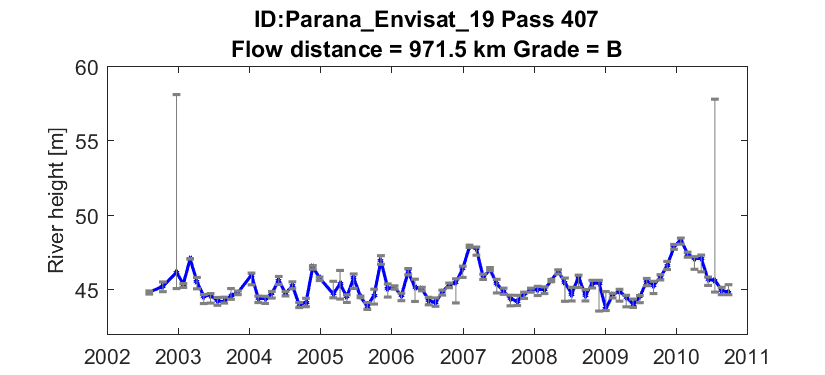 ID:Parana_Envisat_19 Pass 407
Flow distance = 971.5 km Grade = B
River height [m]
60
55
50
45
2002 2003 2004 2005 2006 2007 2008 2009 2010 2011